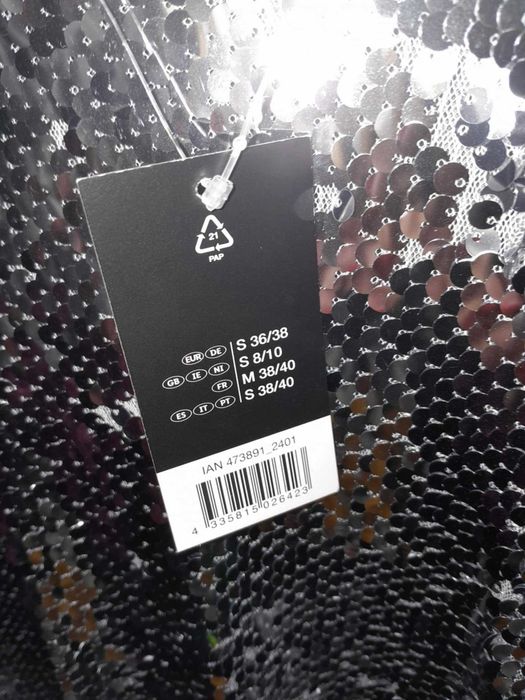 21
PAP
EUR DE S 36/38
GB IE NI S 8/10
FR M 38/40
ES IT PT S 38/40
IAN 473891_2401
4 335815 026423